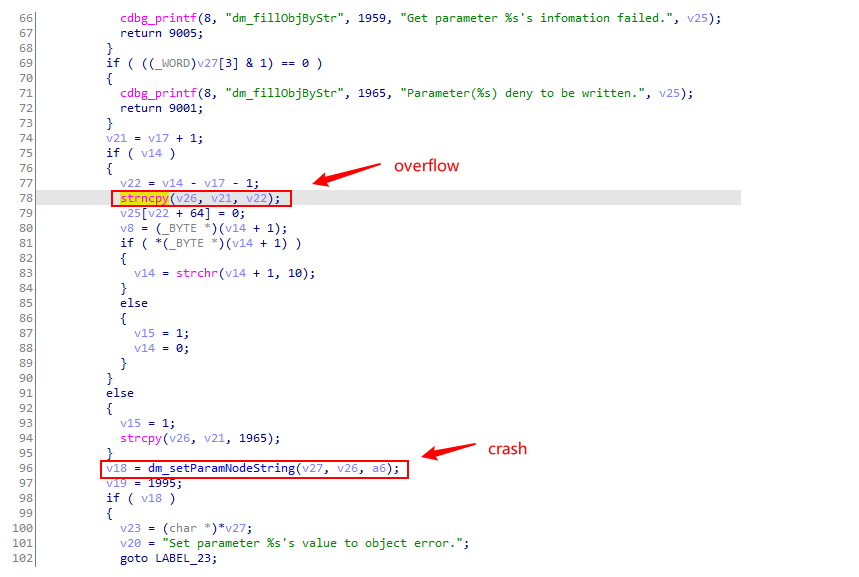 66 cdbg_printf(8, "dm_fillObjByStr", 1959, "Get parameter %s's infomation failed.", v25);
67 return 9005;
68 }
69 if ( ((_WORD)v27[3] & 1) == 0 )
70 {
71 cdbg_printf(8, "dm_fillObjByStr", 1965, "Parameter(%s) deny to be written.", v25);
72 return 9001;
73 }
74 v21 = v17 + 1;
75 if ( v14 )
76 {
overflow
77 v22 = v14 - v17 - 1;
78 strncpy(v26, v21, v22);
79 v25[v22 + 64] = 0;
80 v8 = (_BYTE *)(v14 + 1);
81 if ( *(_BYTE *)(v14 + 1) )
82 {
83 v14 = strchr(v14 + 1, 10);
84 }
85 else
86 {
87 v15 = 1;
88 v14 = 0;
89 }
90 }
91 else
92 {
93 v15 = 1;
94 strcpy(v26, v21, 1965);
95 }
crash
96 v18 = dm_setParamNodeString(v27, v26, a6);
97 v19 = 1995;
98 if ( v18 )
99 {
100 v23 = (char *)*v27;
101 v20 = "Set parameter %s's value to object error.";
102 goto LABEL_23;